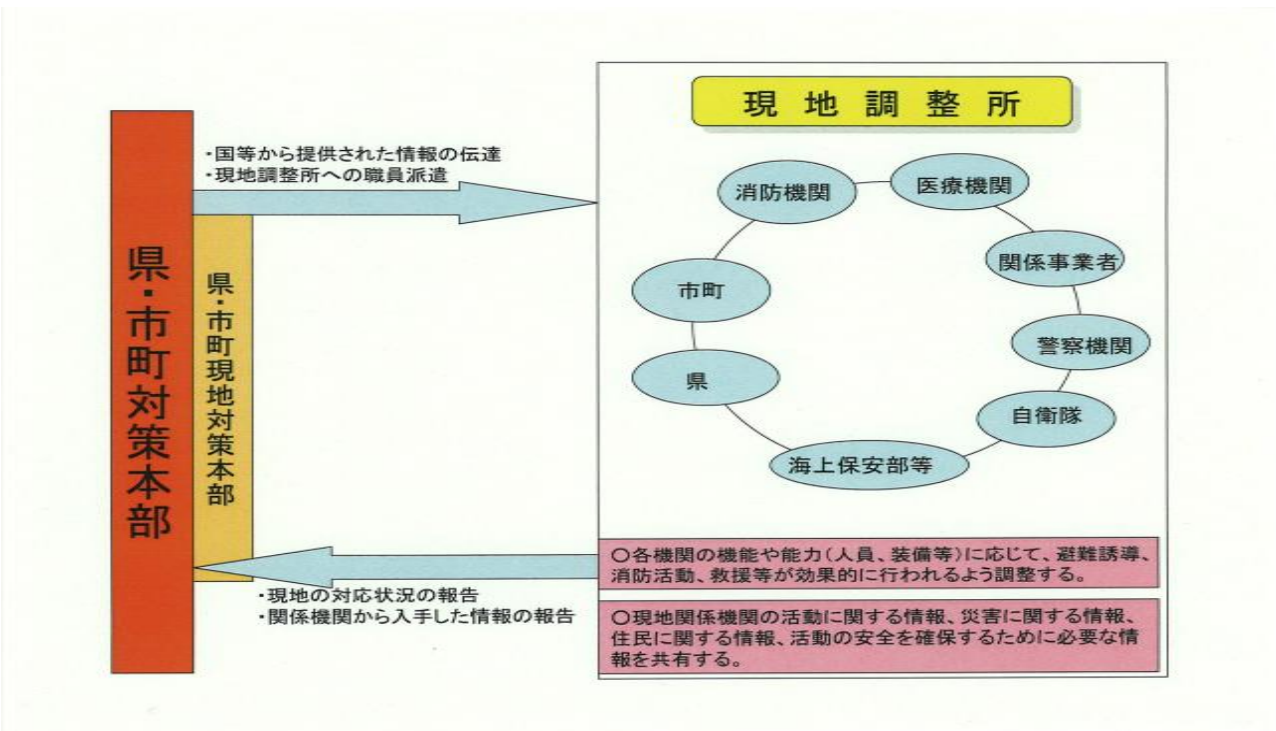 県・市町対策本部
県・市町現地対策本部
・国等から提供された情報の伝達
・現地調整所への職員派遣
現地調整所
消防機関
医療機関
関係事業者
警察機関
自衛隊
海上保安部等
県
市町
・現地の対応状況の報告
・関係機関から入手した情報の報告
○各機関の機能や能力(人員、装備等)に応じて、避難誘導、
消防活動、救援等が効果的に行われるよう調整する。
○現地関係機関の活動に関する情報、災害に関する情報、
住民に関する情報、活動の安全を確保するために必要な情
報を共有する。